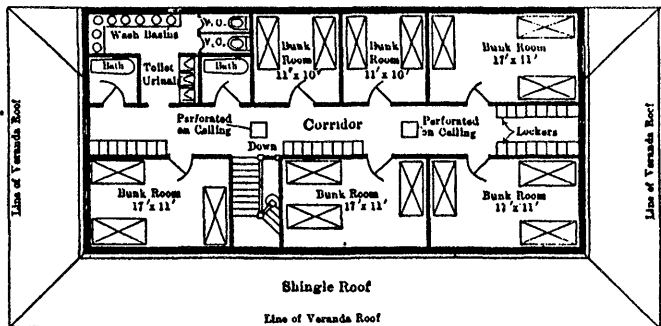 Wash Basins
W.C.
W.C.
Bath
Toilet
Urinals
Bath
Bunk
Room
11'x 10'
Bunk
Room
11'x 10'
Bunk Room
17'x 11'
Perforated
on Ceiling
Corridor
Perforated
on Ceiling
Lockers
Down
Bunk Room
17'x 11'
Bunk Room
17'x 11'
Bunk Room
17'x 11'
Line of Veranda Roof
Line of Veranda Roof
Shingle Roof
Line of Veranda Roof